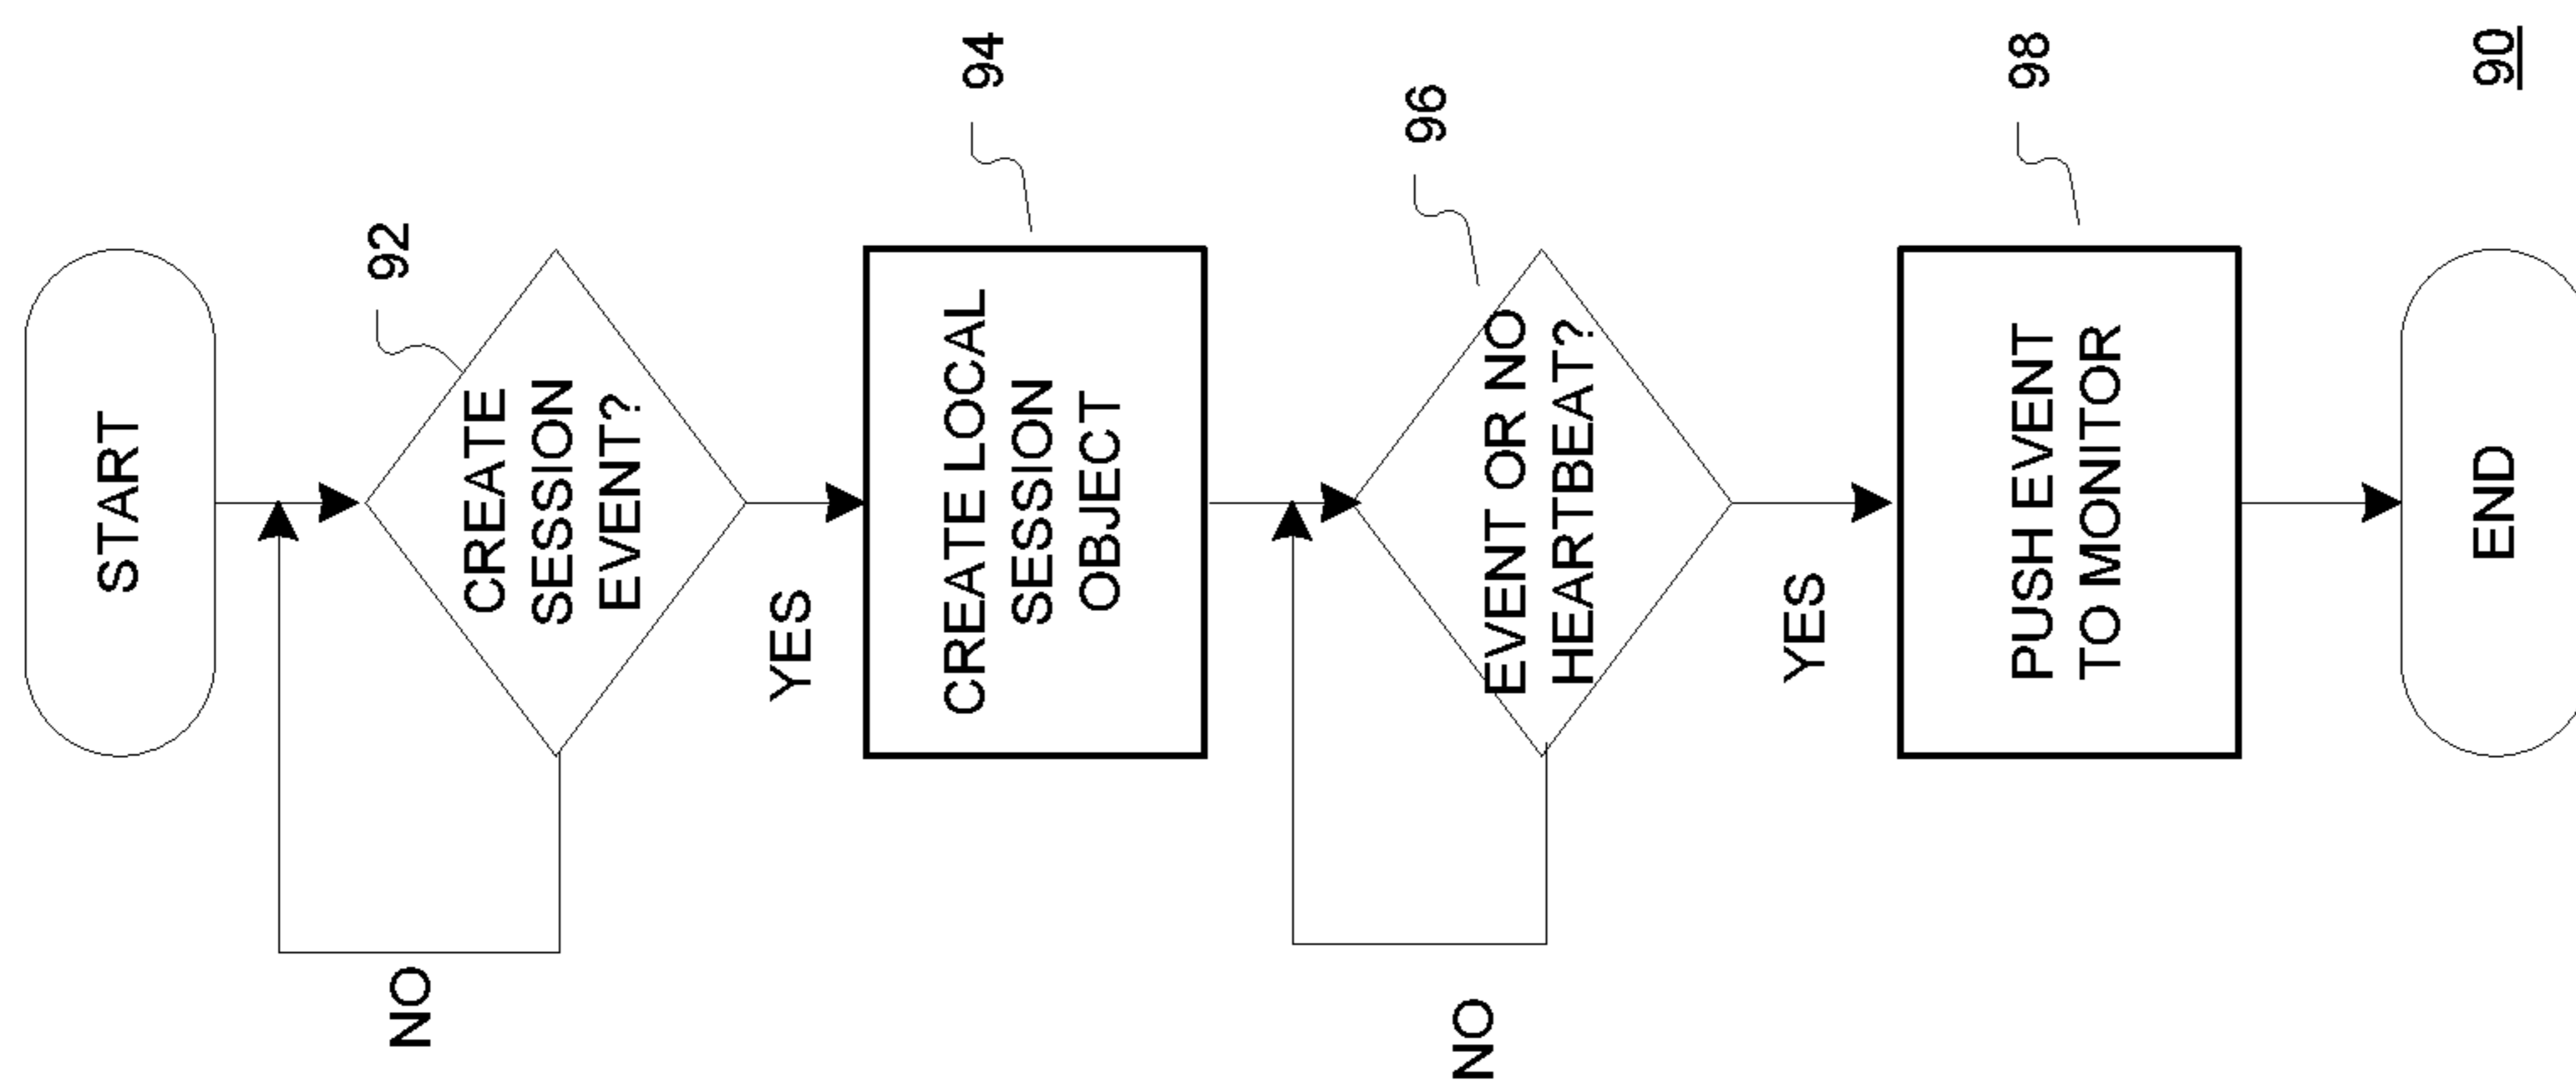 START
92
CREATE
SESSION
EVENT?
NO
YES
94
CREATE LOCAL
SESSION
OBJECT
96
EVENT OR NO
HEARTBEAT?
NO
YES
98
PUSH EVENT
TO MONITOR
END
90